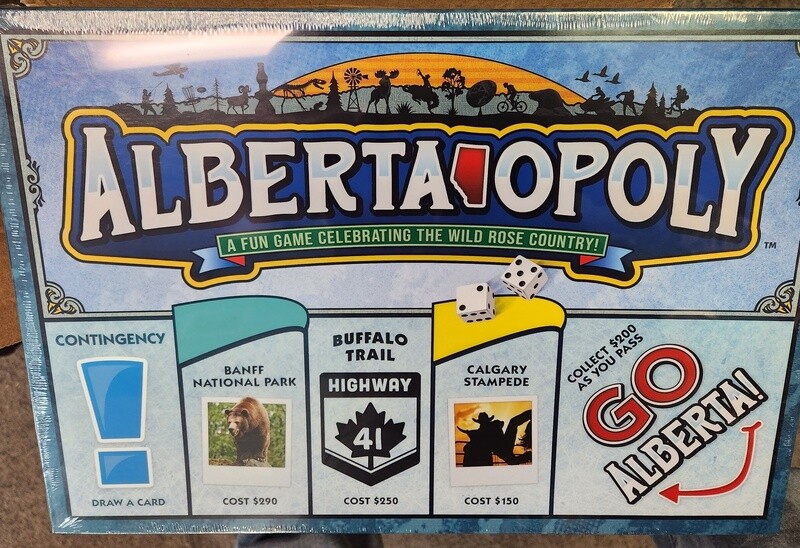 ALBERTA OPOLY
TM
A FUN GAME CELEBRATING THE WILD ROSE COUNTRY!
CONTINGENCY
!
DRAW A CARD
BANFF
NATIONAL PARK
COST $290
BUFFALO
TRAIL
HIGHWAY
41
COST $250
CALGARY
STAMPEDE
COST $150
COLLECT $200
AS YOU PASS
GO
ALBERTA!